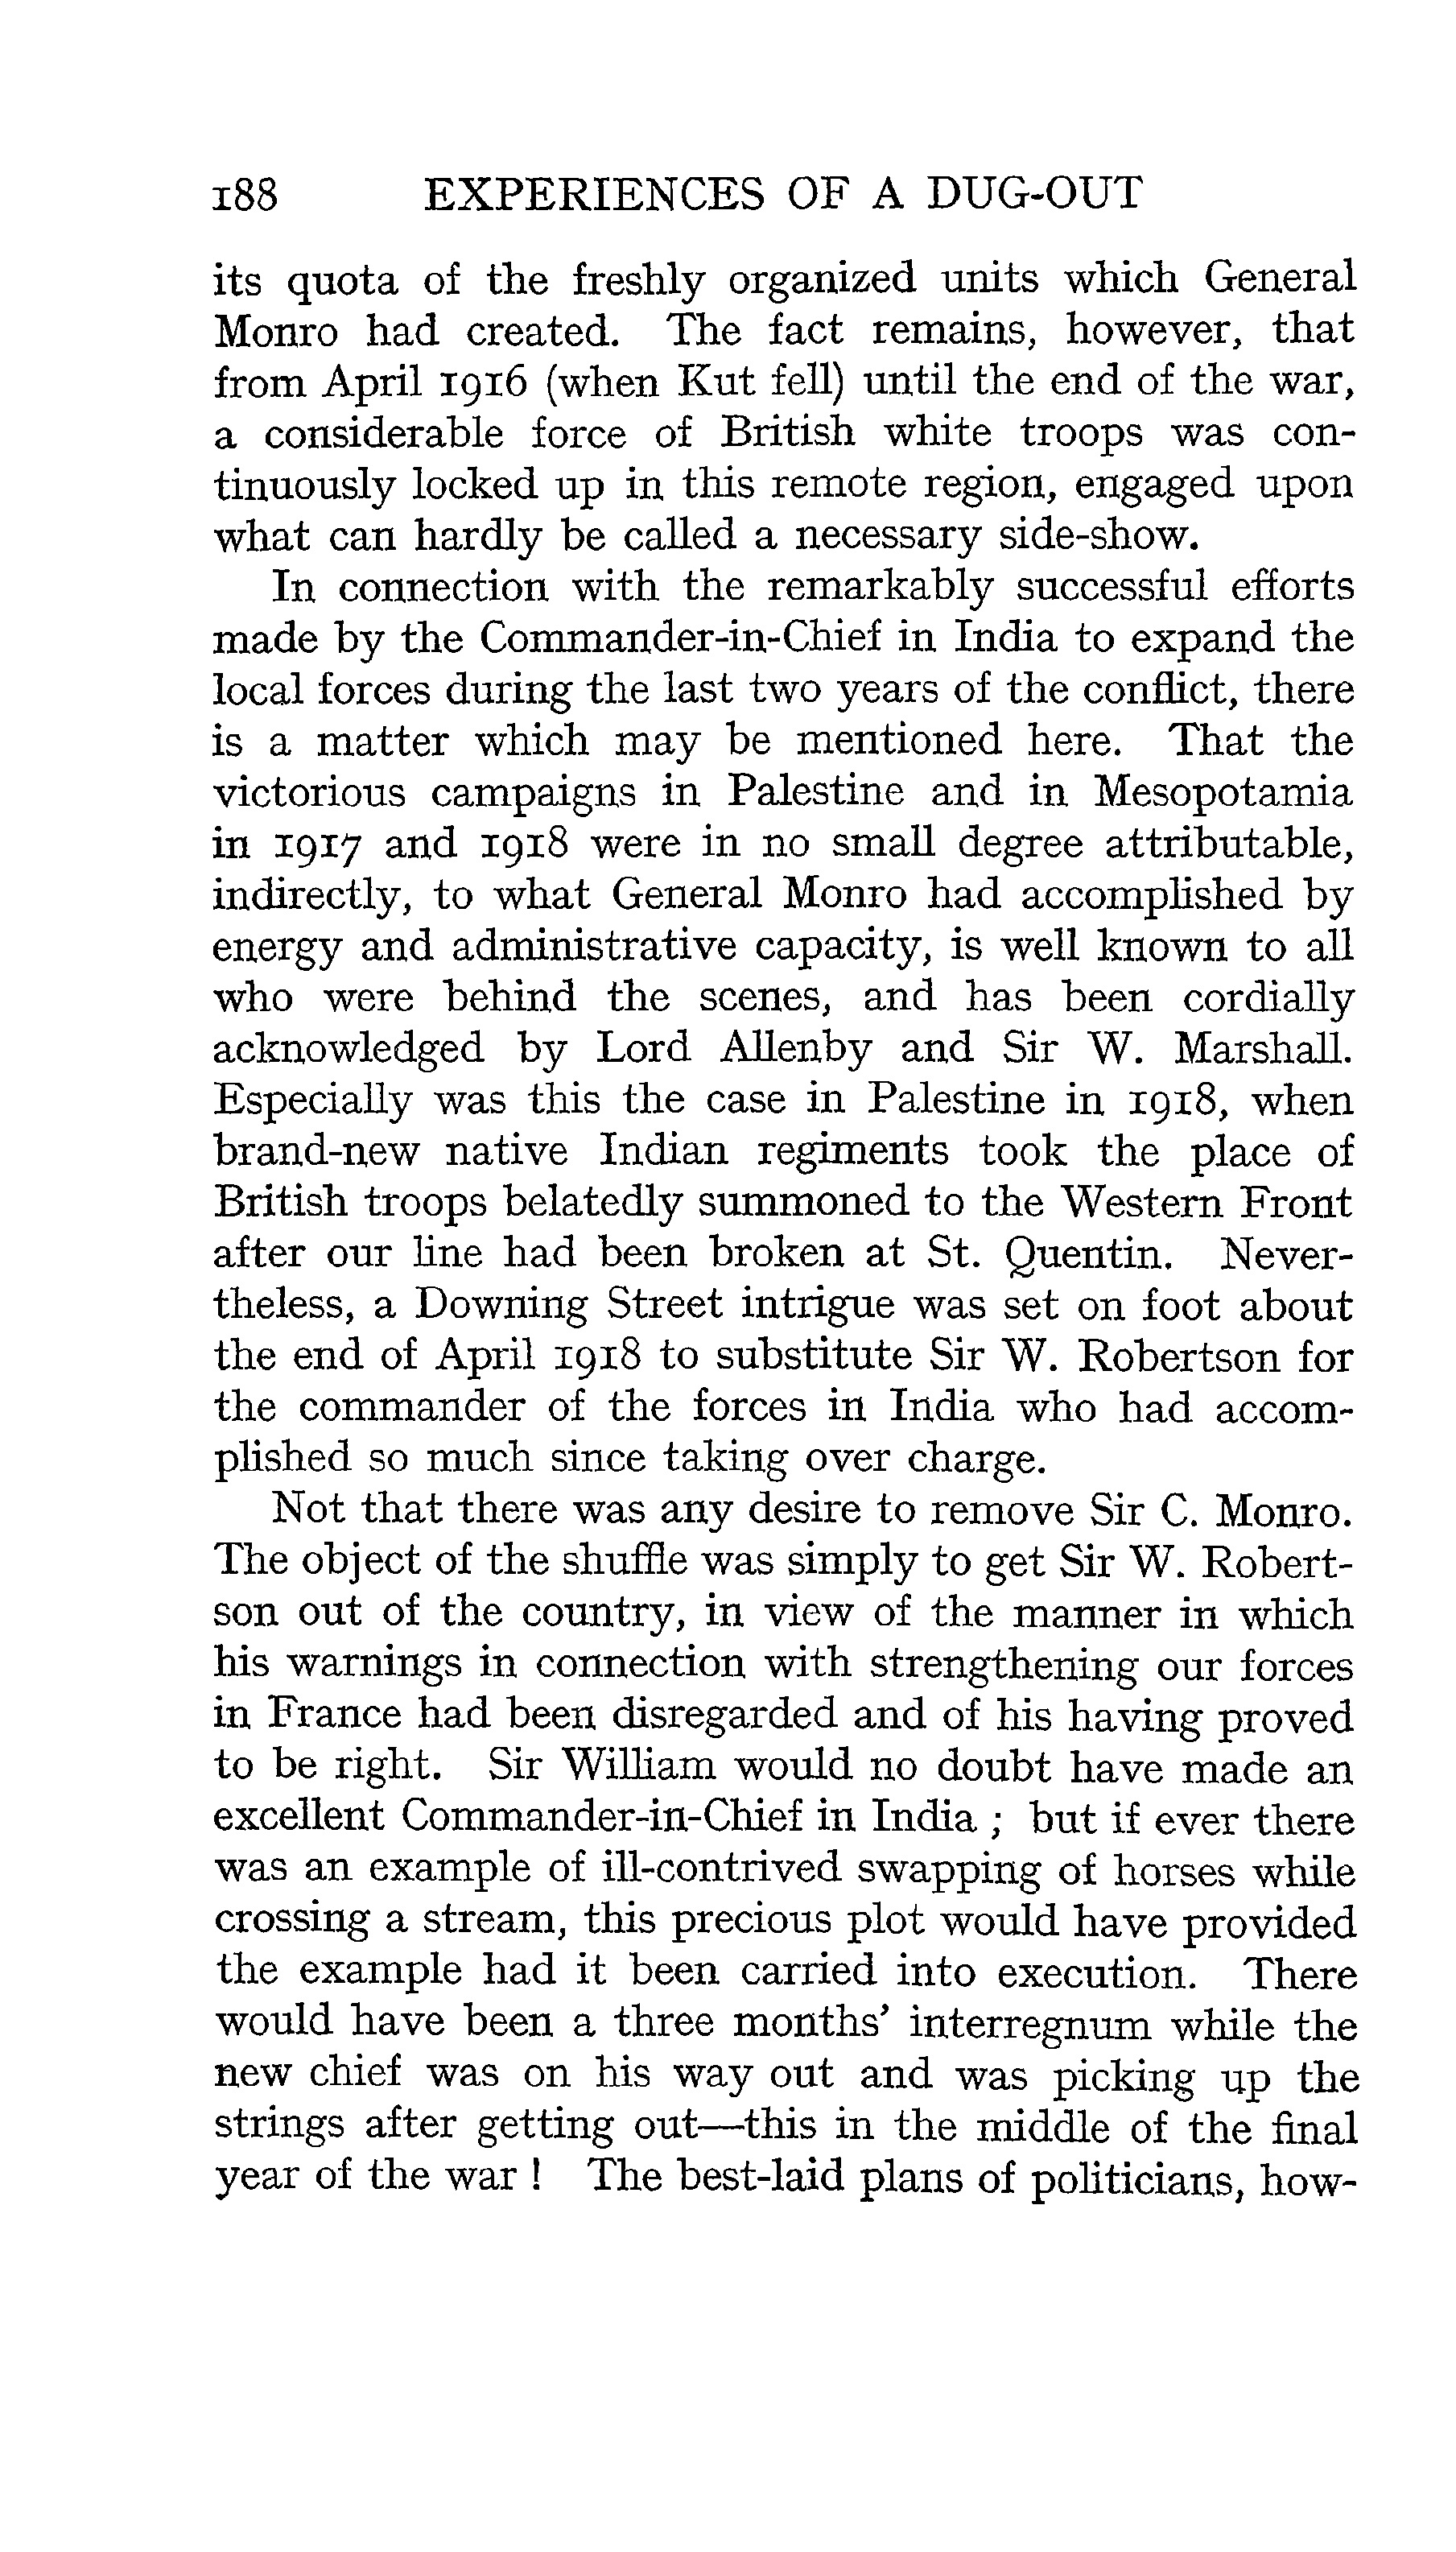 188 EXPERIENCES OF A DUG-OUT
its quota of the freshly organized units which General
Monro had created. The fact remains, however, that
from April 1916 (when Kut fell) until the end of the war,
a considerable force of British white troops was con-
tinuously locked up in this remote region, engaged upon
what can hardly be called a necessary side-show.
In connection with the remarkably successful efforts
made by the Commander-in-Chief in India to expand the
local forces during the last two years of the conflict, there
is a matter which may be mentioned here. That the
victorious campaigns in Palestine and in Mesopotamia
in 1917 and 1918 were in no small degree attributable,
indirectly, to what General Monro had accomplished by
energy and administrative capacity, is well known to all
who were behind the scenes, and has been cordially
acknowledged by Lord Allenby and Sir W. Marshall.
Especially was this the case in Palestine in 1918, when
brand-new native Indian regiments took the place of
British troops belatedly summoned to the Western Front
after our line had been broken at St. Quentin. Never-
theless, a Downing Street intrigue was set on foot about
the end of April 1918 to substitute Sir W. Robertson for
the commander of the forces in India who had accom-
plished so much since taking over charge.
Not that there was any desire to remove Sir C. Monro.
The object of the shuffle was simply to get Sir W. Robert-
son out of the country, in view of the manner in which
his warnings in connection with strengthening our forces
in France had been disregarded and of his having proved
to be right. Sir William would no doubt have made an
excellent Commander-in-Chief in India ; but if ever there
was an example of ill-contrived swapping of horses while
crossing a stream, this precious plot would have provided
the example had it been carried into execution. There
would have been a three months' interregnum while the
new chief was on his way out and was picking up the
strings after getting out—this in the middle of the final
year of the war ! The best-laid plans of politicians, how-